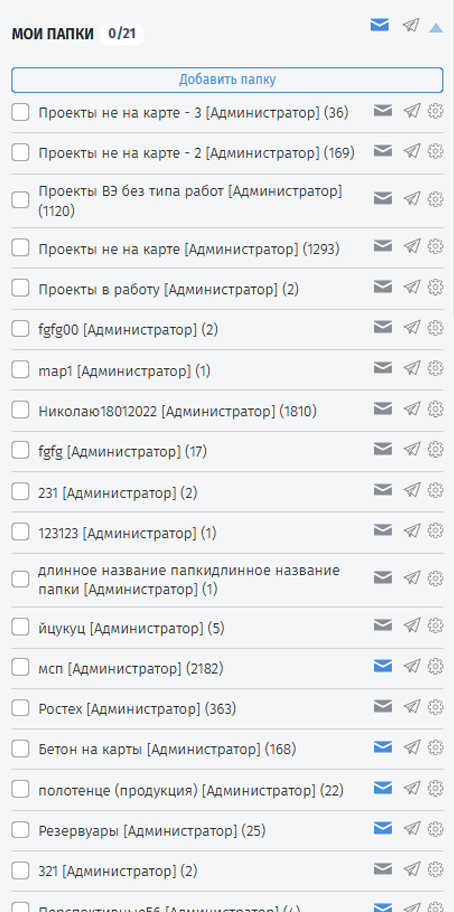 МОИ ПАПКИ 0/21
Добавить папку
Проекты не на карте - 3 [Администратор] (36)
Проекты не на карте - 2 [Администратор] (169)
Проекты ВЭ без типа работ [Администратор]
(1120)
Проекты не на карте [Администратор] (1293)
Проекты в работу [Администратор] (2)
fgfg00 [Администратор] (2)
map1 [Администратор] (1)
Николаю18012022 [Администратор] (1810)
fgfg [Администратор] (17)
231 [Администратор] (2)
123123 [Администратор] (1)
длинное название папкидлинное название
папки [Администратор] (1)
йцукуц [Администратор] (5)
мсп [Администратор] (2182)
Ростех [Администратор] (363)
Бетон на карты [Администратор] (168)
полотенце (продукция) [Администратор] (22)
Резервуары [Администратор] (25)
321 [Администратор] (2)
[Администратор]